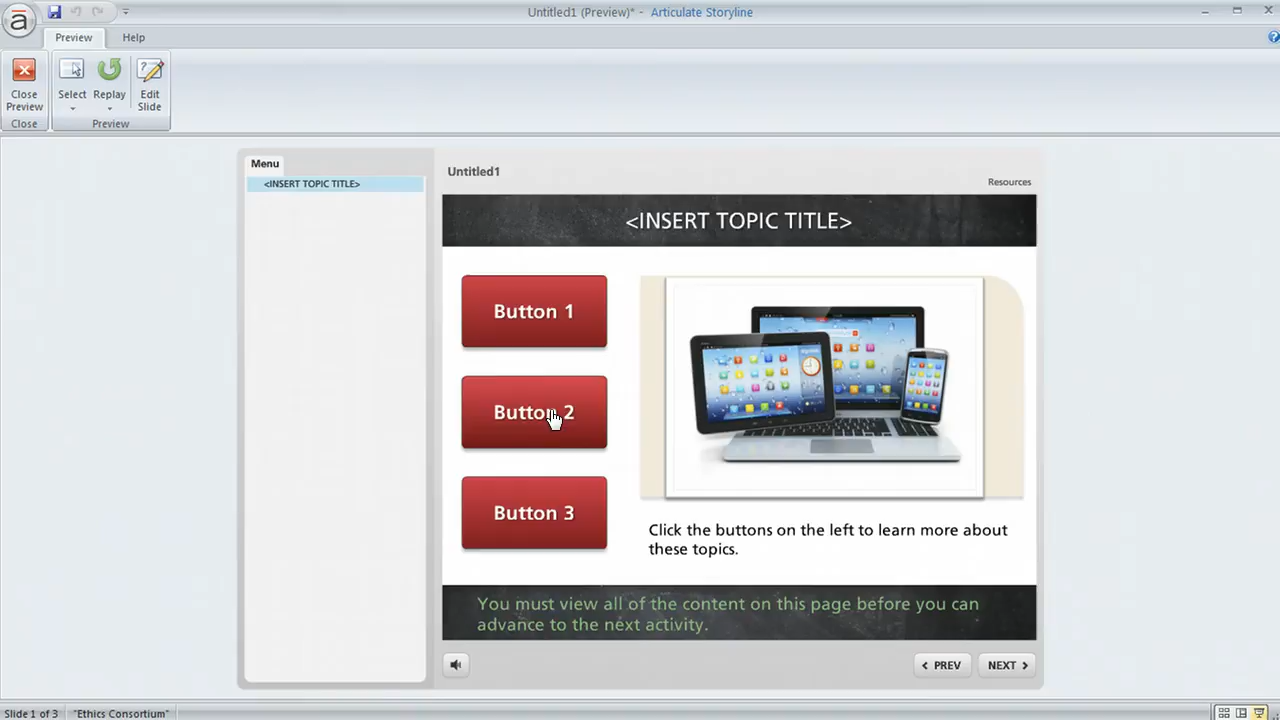 Untitled1 (Preview)* - Articulate Storyline
Preview Help
Close Preview
Select
Replay
Edit Slide
Close
Preview
Menu
<INSERT TOPIC TITLE>
Untitled1
Resources
<INSERT TOPIC TITLE>
Button 1
Button 2
Button 3
Click the buttons on the left to learn more about
these topics.
You must view all of the content on this page before you can
advance to the next activity.
PREV NEXT
Slide 1 of 3 "Ethics Consortium"